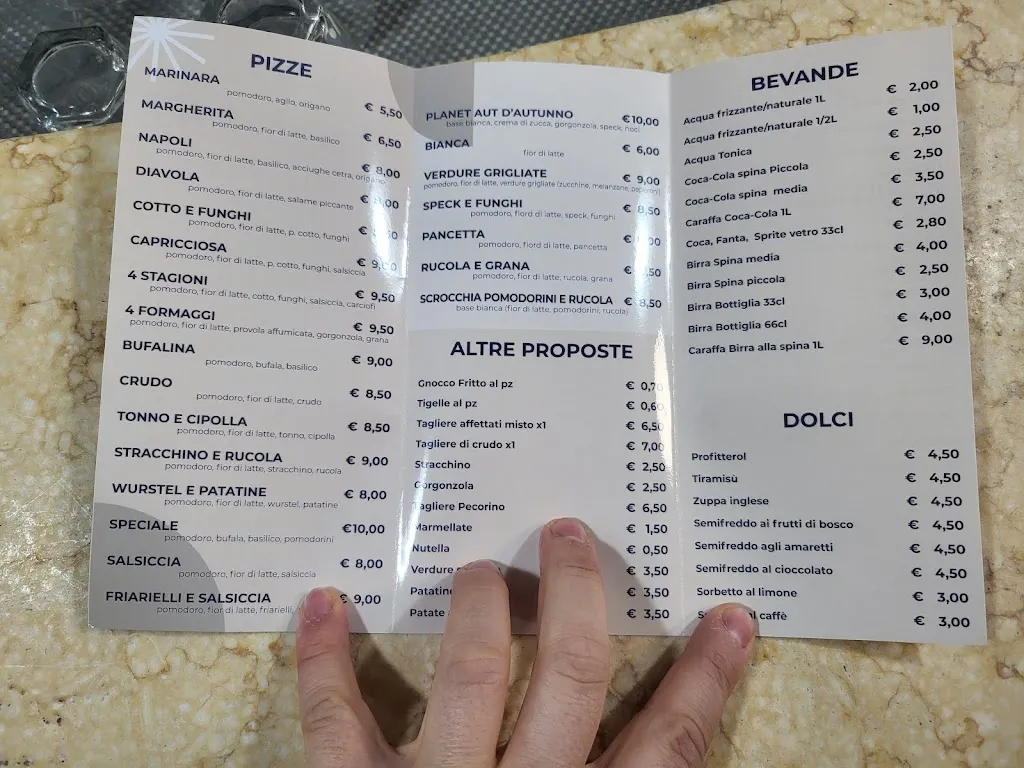 PIZZE
MARINARA
pomodoro, aglio, origano € 5,50
MARGHERITA
pomodoro, fior di latte, basilico € 6,50
NAPOLI € 8,00
pomodoro, fior di latte, basilico, acciughe cetra, origano
DIAVOLA
pomodoro, fior di latte, salame piccante €
COTTO E FUNGHI
pomodoro, fior di latte, p. cotto, funghi €
CAPRICCIOSA
pomodoro, fior di latte, p. cotto, funghi, salsiccia €
4 STAGIONI € 9,50
pomodoro, fior di latte, cotto, funghi, salsiccia, carciofi
4 FORMAGGI € 9,50
pomodoro, fior di latte, provola affumicata, gorgonzola, grana
BUFALINA € 9,00
pomodoro, bufala, basilico
CRUDO € 8,50
pomodoro, fior di latte, crudo
TONNO E CIPOLLA € 8,50
pomodoro, fior di latte, tonno, cipolla
STRACCHINO E RUCOLA € 9,00
pomodoro, fior di latte, stracchino, rucola
WURSTEL E PATATINE € 8,00
pomodoro, fior di latte, wurstel, patatine
SPECIALE €10,00
pomodoro, bufala, basilico, pomodorini
SALSICCIA € 8,00
pomodoro, fior di latte, salsiccia
FRIARIELLI E SALSICCIA € 9,00
pomodoro, fior di latte, friarielli,
PLANET AUT D'AUTUNNO €10,00
base bianca, crema di zucca, gorgonzola, speck, noci
BIANCA € 6,00
fior di latte
VERDURE GRIGLIATE € 9,00
pomodoro, fior di latte, verdure grigliate (zucchine, melanzane, peperoni)
SPECK E FUNGHI € 8,50
pomodoro, fiord di latte, speck, funghi
PANCETTA €
pomodoro, fiord di latte, pancetta
RUCOLA E GRANA €
pomodoro, fior di latte, rucola, grana
SCROCCHIA POMODORINI E RUCOLA € 8,50
base bianca (fior di latte, pomodorini, rucola)
ALTRE PROPOSTE
Gnocco Fritto al pz € 0,70
Tigelle al pz € 0,60
Tagliere affettati misto x1 € 6,50
Tagliere di crudo x1 € 7,00
Stracchino € 2,50
Gorgonzola € 2,50
Tagliere Pecorino € 6,50
Marmellate € 1,50
Nutella € 0,50
Verdure € 3,50
€ 3,50
Patate € 3,50
BEVANDE
Acqua frizzante/naturale 1L € 2,00
Acqua frizzante/naturale 1/2L € 1,00
Acqua Tonica € 2,50
Coca-Cola spina Piccola € 2,50
Coca-Cola spina media € 3,50
Caraffa Coca-Cola 1L € 7,00
Coca, Fanta, Sprite vetro 33cl € 2,80
Birra Spina media € 4,00
Birra Spina piccola € 2,50
Birra Bottiglia 33cl € 3,00
Birra Bottiglia 66cl € 4,00
Caraffa Birra alla spina 1L € 9,00
DOLCI
Profitterol € 4,50
Tiramisù € 4,50
Zuppa inglese € 4,50
Semifreddo ai frutti di bosco € 4,50
Semifreddo agli amaretti € 4,50
Semifreddo al cioccolato € 4,50
Sorbetto al limone € 3,00
caffè € 3,00